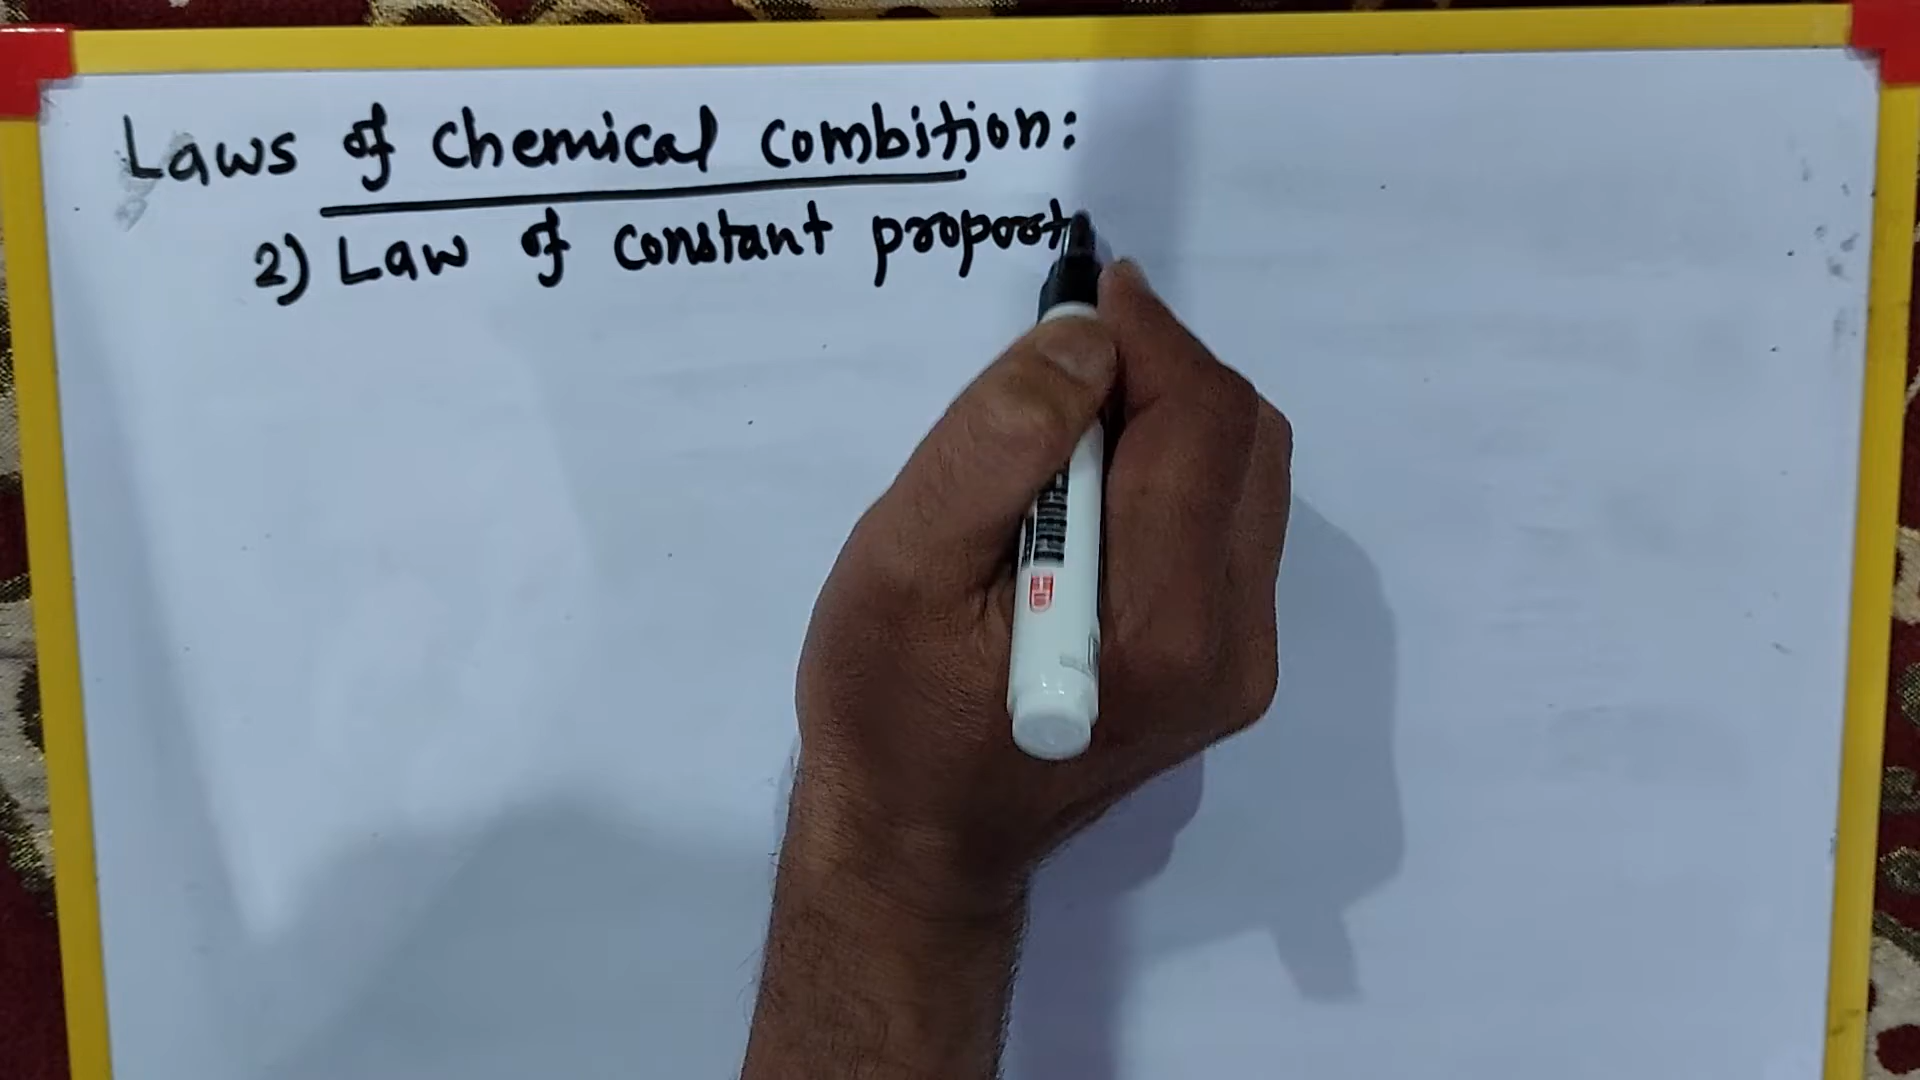 Laws of chemical combition:
2) Law of constant proport